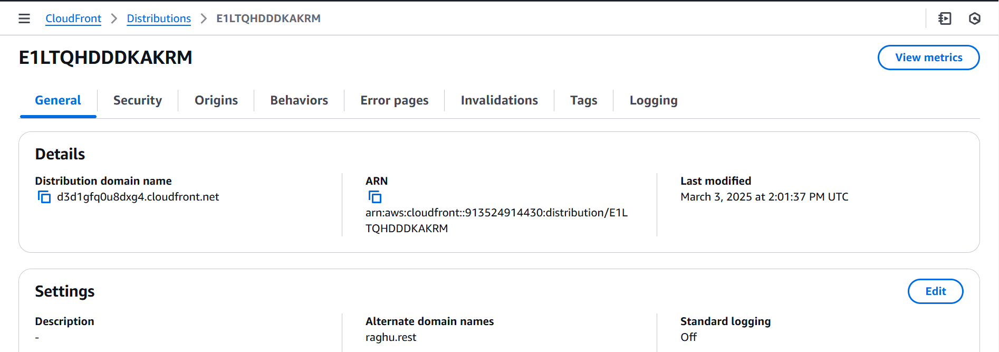 CloudFront > Distributions > E1LTQHDDDKAKRM
E1LTQHDDDKAKRM
View metrics
General
Security
Origins
Behaviors
Error pages
Invalidations
Tags
Logging
Details
Distribution domain name
d3d1gfq0u8dxg4.cloudfront.net
ARN
arn:aws:cloudfront::913524914430:distribution/E1L
TQHDDDKAKRM
Last modified
March 3, 2025 at 2:01:37 PM UTC
Settings
Edit
Description
-
Alternate domain names
raghu.rest
Standard logging
Off